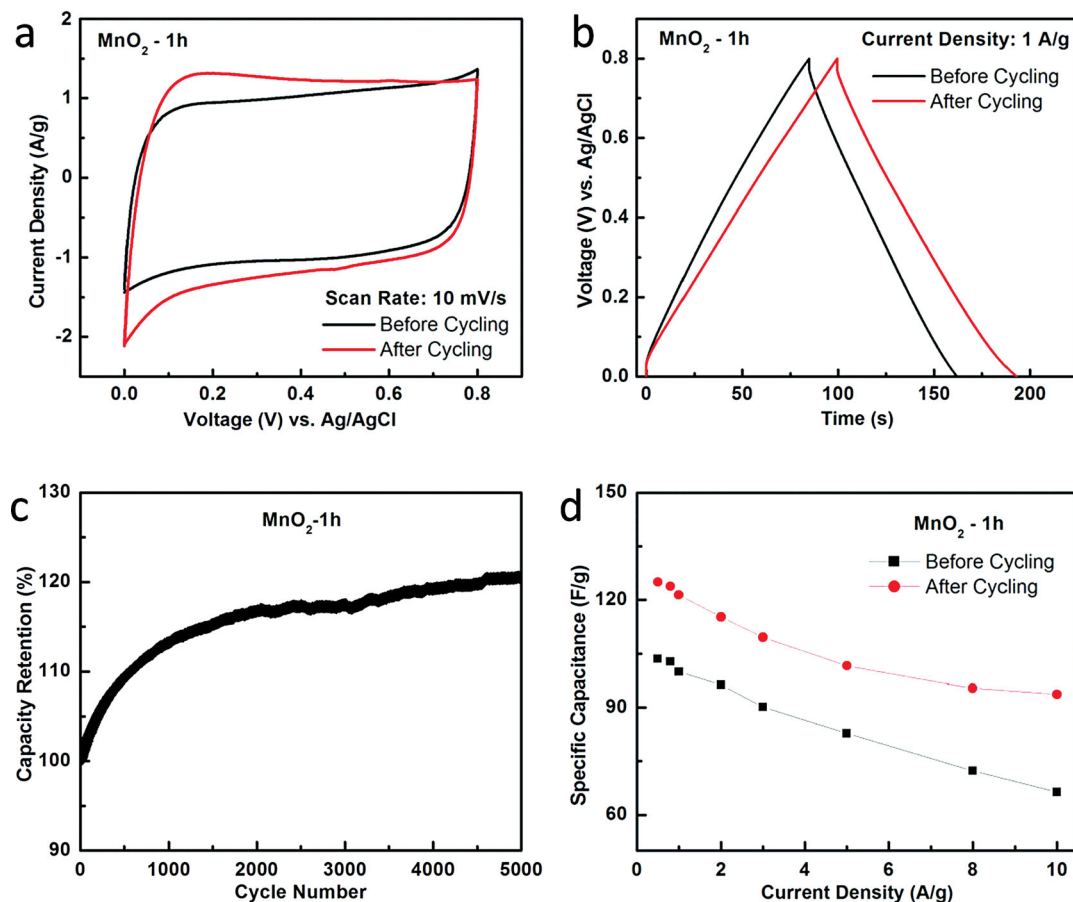 a
MnO2 - 1h
Current Density (A/g)
2
1
0
-1
-2
Scan Rate: 10 mV/s
Before Cycling
After Cycling
0.0 0.2 0.4 0.6 0.8
Voltage (V) vs. Ag/AgCl
b
MnO2 - 1h
Current Density: 1 A/g
Before Cycling
After Cycling
Voltage (V) vs. Ag/AgCl
0.8
0.6
0.4
0.2
0.0
0 50 100 150 200
Time (s)
c
MnO2-1h
Capacity Retention (%)
130
120
110
100
90
0 1000 2000 3000 4000 5000
Cycle Number
d
MnO2 - 1h
Before Cycling
After Cycling
Specific Capacitance (F/g)
150
120
90
60
0 2 4 6 8 10
Current Density (A/g)